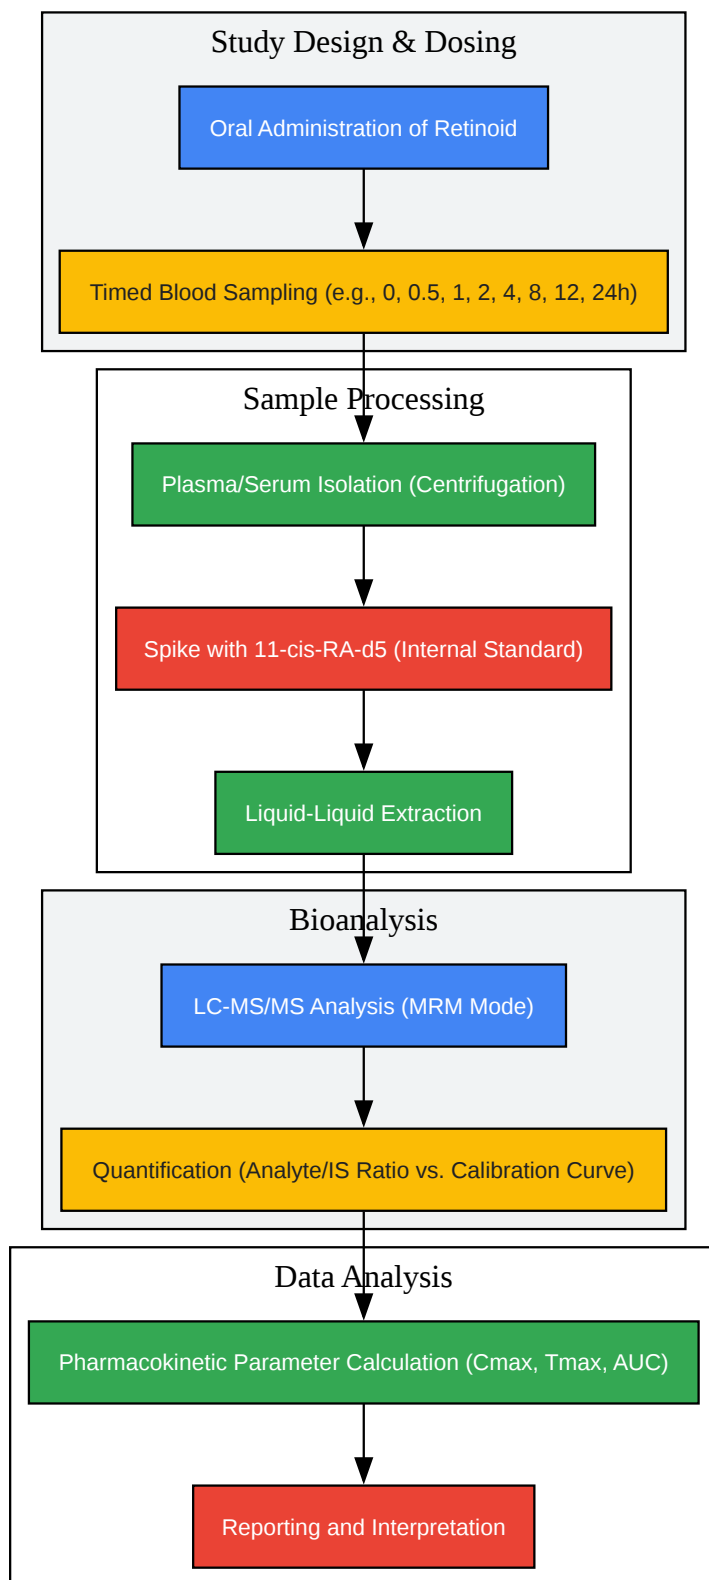 Study Design & Dosing
Oral Administration of Retinoid
Timed Blood Sampling (e.g., 0, 0.5, 1, 2, 4, 8, 12, 24h)
Sample Processing
Plasma/Serum Isolation (Centrifugation)
Spike with 11-cis-RA-d5 (Internal Standard)
Liquid-Liquid Extraction
Bioanalysis
LC-MS/MS Analysis (MRM Mode)
Quantification (Analyte/IS Ratio vs. Calibration Curve)
Data Analysis
Pharmacokinetic Parameter Calculation (Cmax, Tmax, AUC)
Reporting and Interpretation